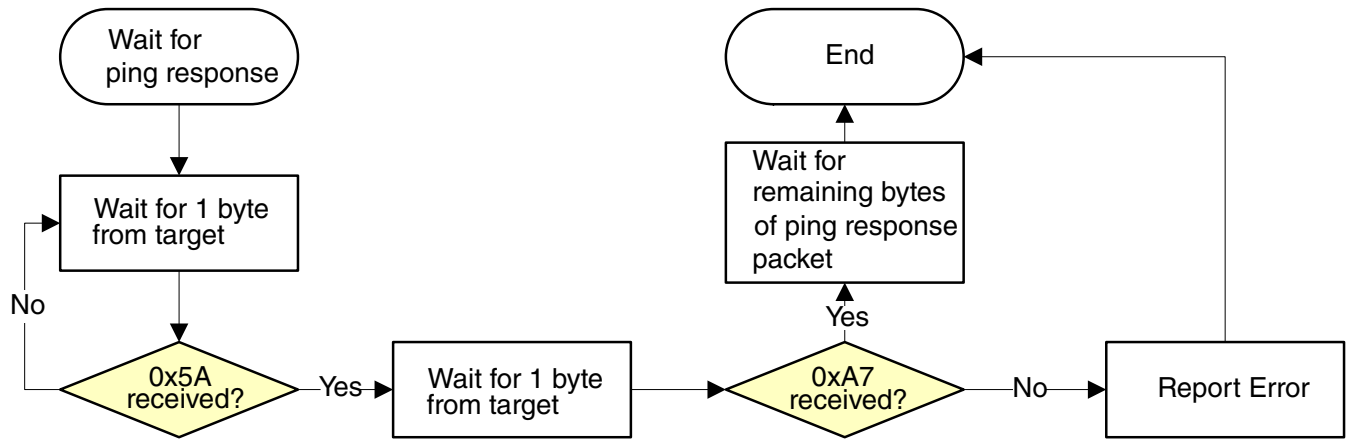 Wait for
ping response
End
Wait for 1 byte
from target
Wait for
remaining bytes
of ping response
packet
No
Yes
0x5A
received?
Yes
Wait for 1 byte
from target
0xA7
received?
No
Report Error